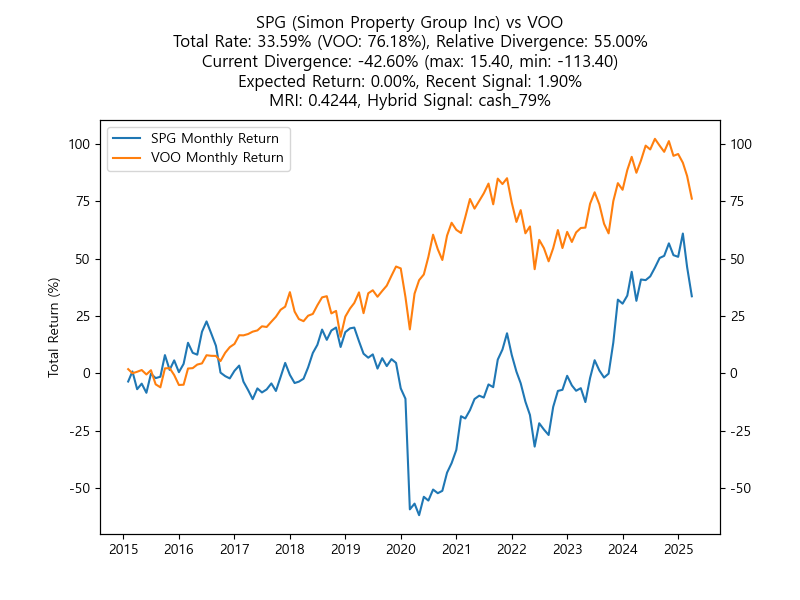 SPG (Simon Property Group Inc) vs VOO
Total Rate: 33.59% (VOO: 76.18%), Relative Divergence: 55.00%
Current Divergence: -42.60% (max: 15.40, min: -113.40)
Expected Return: 0.00%, Recent Signal: 1.90%
MRI: 0.4244, Hybrid Signal: cash_79%
SPG Monthly Return
VOO Monthly Return
Total Return (%)
100
75
50
25
0
-25
-50
100
75
50
25
0
-25
-50
2015 2016 2017 2018 2019 2020 2021 2022 2023 2024 2025